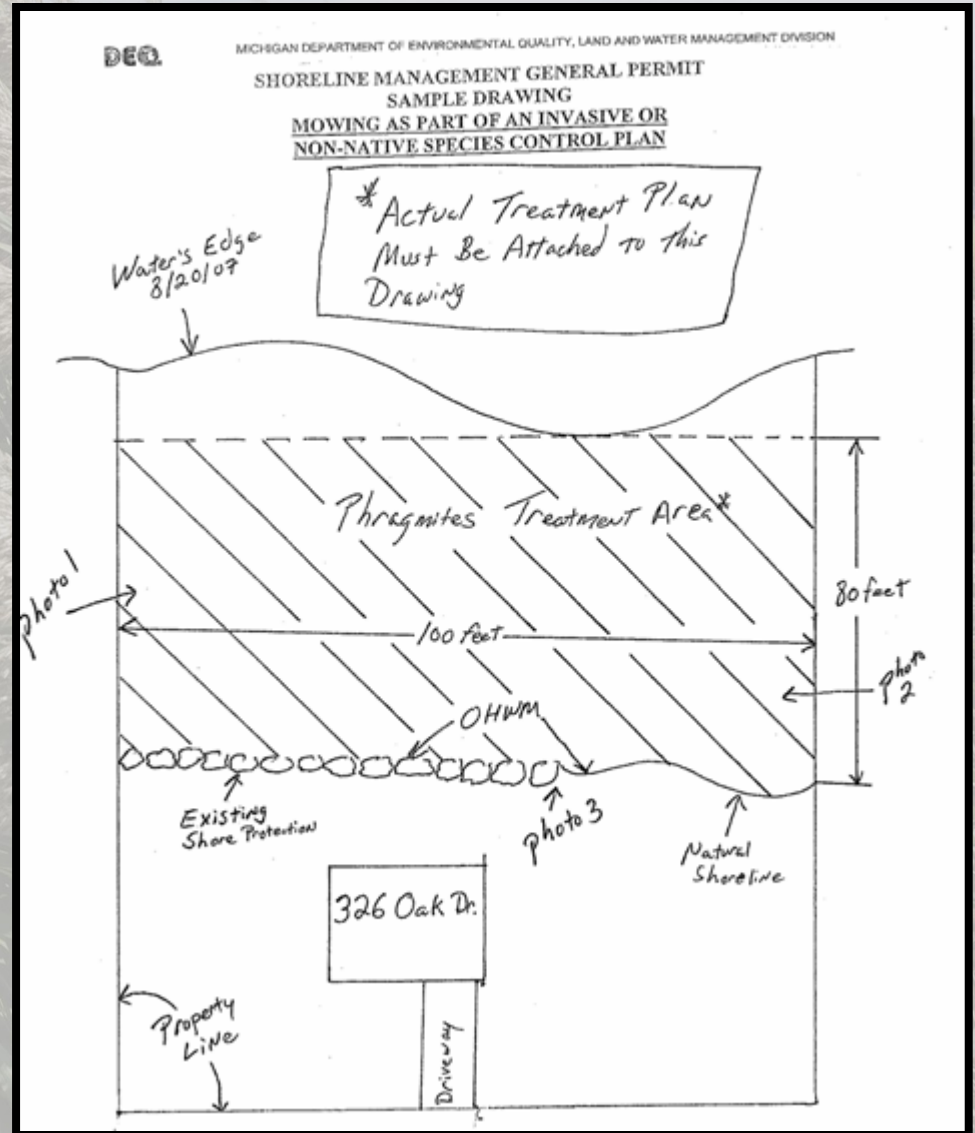 DEQ
MICHIGAN DEPARTMENT OF ENVIRONMENTAL QUALITY, LAND AND WATER MANAGEMENT DIVISION
SHORELINE MANAGEMENT GENERAL PERMIT
SAMPLE DRAWING
MOWING AS PART OF AN INVASIVE OR
NON-NATIVE SPECIES CONTROL PLAN
* Actual Treatment Plan
Must Be Attached to this
Drawing
Water's Edge
8/20/07
Phragmites Treatment Area*
photo 1
80 feet
100 feet
photo
2
OHWM
Existing
Shore Protection
photo 3
Natural
Shoreline
326 Oak Dr.
Property
Line
Driveway